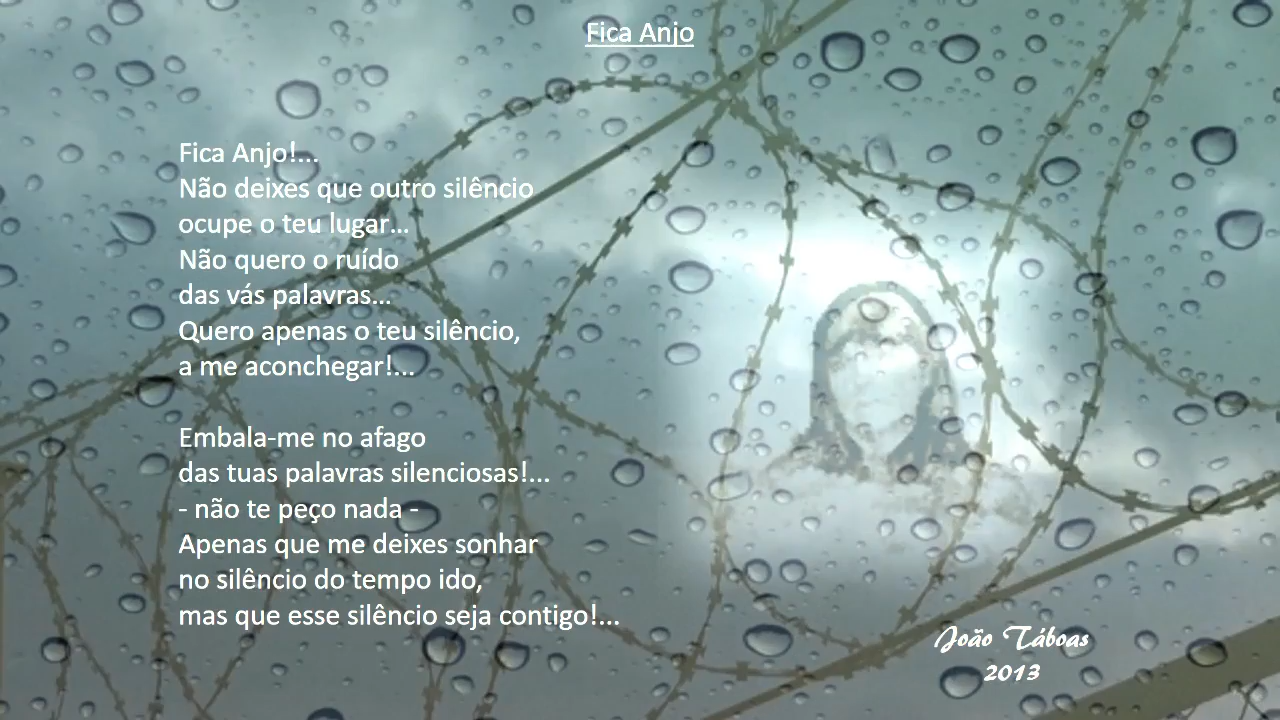 Fica Anjo
Fica Anjo!...
Não deixes que outro silêncio
ocupe o teu lugar...
Não quero o ruído
das vás palavras...
Quero apenas o teu silêncio,
a me aconchegar!...
Embala-me no afago
das tuas palavras silenciosas!...
- não te peço nada -
Apenas que me deixes sonhar
no silêncio do tempo ido,
mas que esse silêncio seja contigo!...
João Táboas
2013